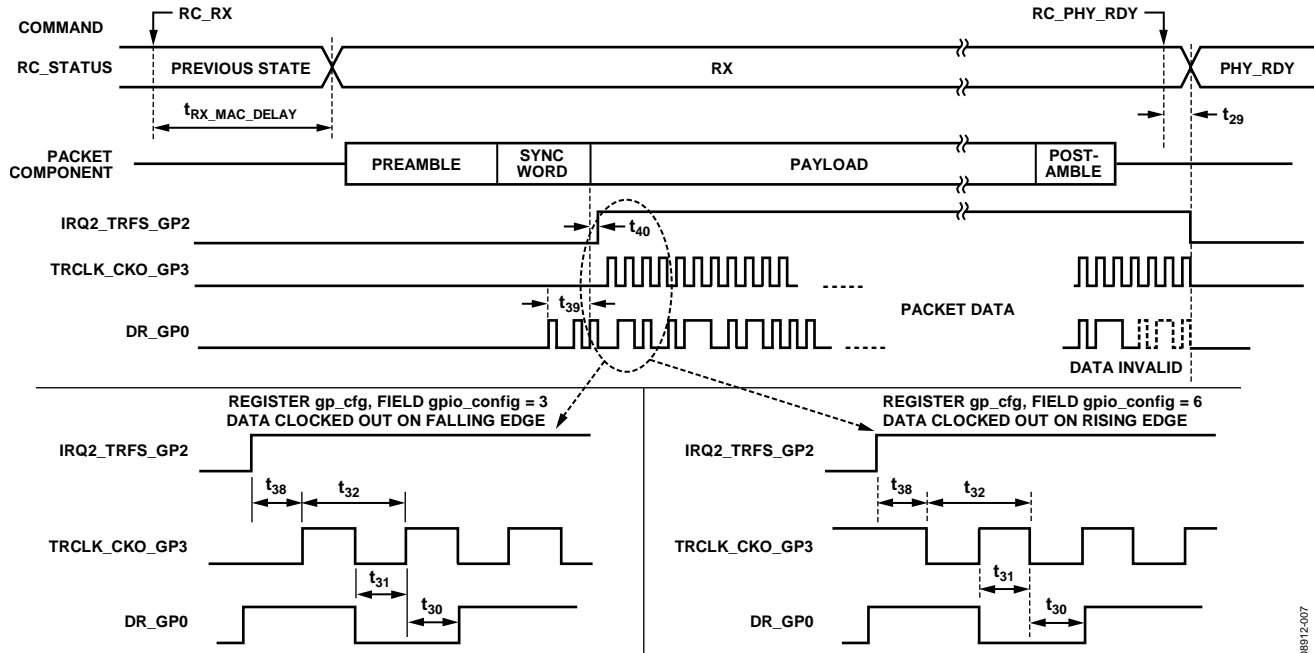 COMMAND
RC_RX
RC_PHY_RDY
RC_STATUS
PREVIOUS STATE
RX
PHY_RDY
tRX_MAC_DELAY
t29
PACKET
COMPONENT
PREAMBLE
SYNC
WORD
PAYLOAD
POST-
AMBLE
IRQ2_TRFS_GP2
t40
TRCLK_CKO_GP3
t39
PACKET DATA
DR_GP0
DATA INVALID
REGISTER gp_cfg, FIELD gpio_config = 3
DATA CLOCKED OUT ON FALLING EDGE
IRQ2_TRFS_GP2
t38
t32
TRCLK_CKO_GP3
t31
t30
DR_GP0
REGISTER gp_cfg, FIELD gpio_config = 6
DATA CLOCKED OUT ON RISING EDGE
IRQ2_TRFS_GP2
t38
t32
TRCLK_CKO_GP3
t31
t30
DR_GP0
08912-007